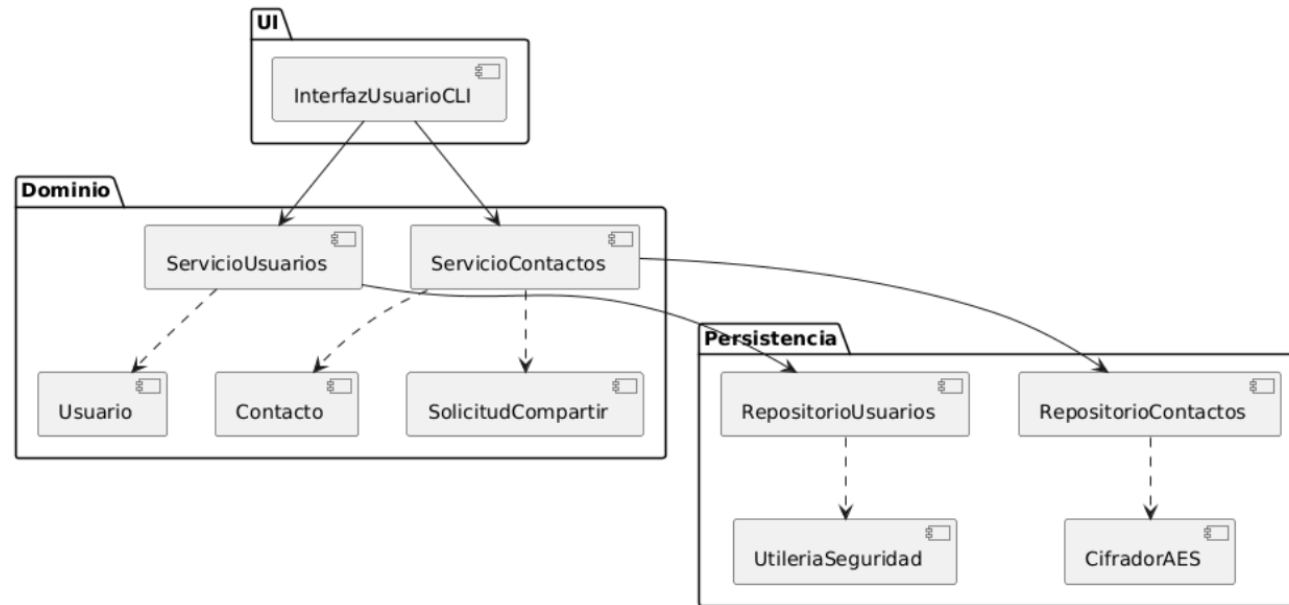 UI
InterfazUsuarioCLI
Dominio
ServicioUsuarios
ServicioContactos
Persistencia
Usuario
Contacto
SolicitudCompartir
RepositorioUsuarios
RepositorioContactos
UtileriaSeguridad
CifradorAES